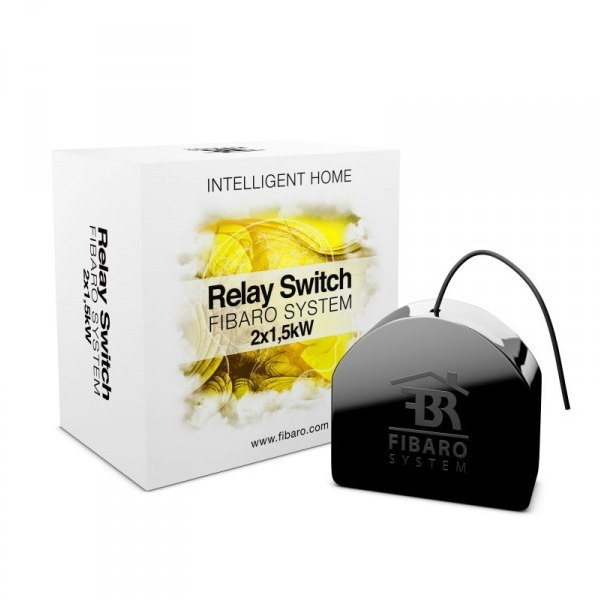 INTELLIGENT HOME
Relay Switch
FIBARO SYSTEM
2x1,5kW
www.fibaro.com
Relay Switch
FIBARO SYSTEM
2x1,5kW
FIBARO
SYSTEM